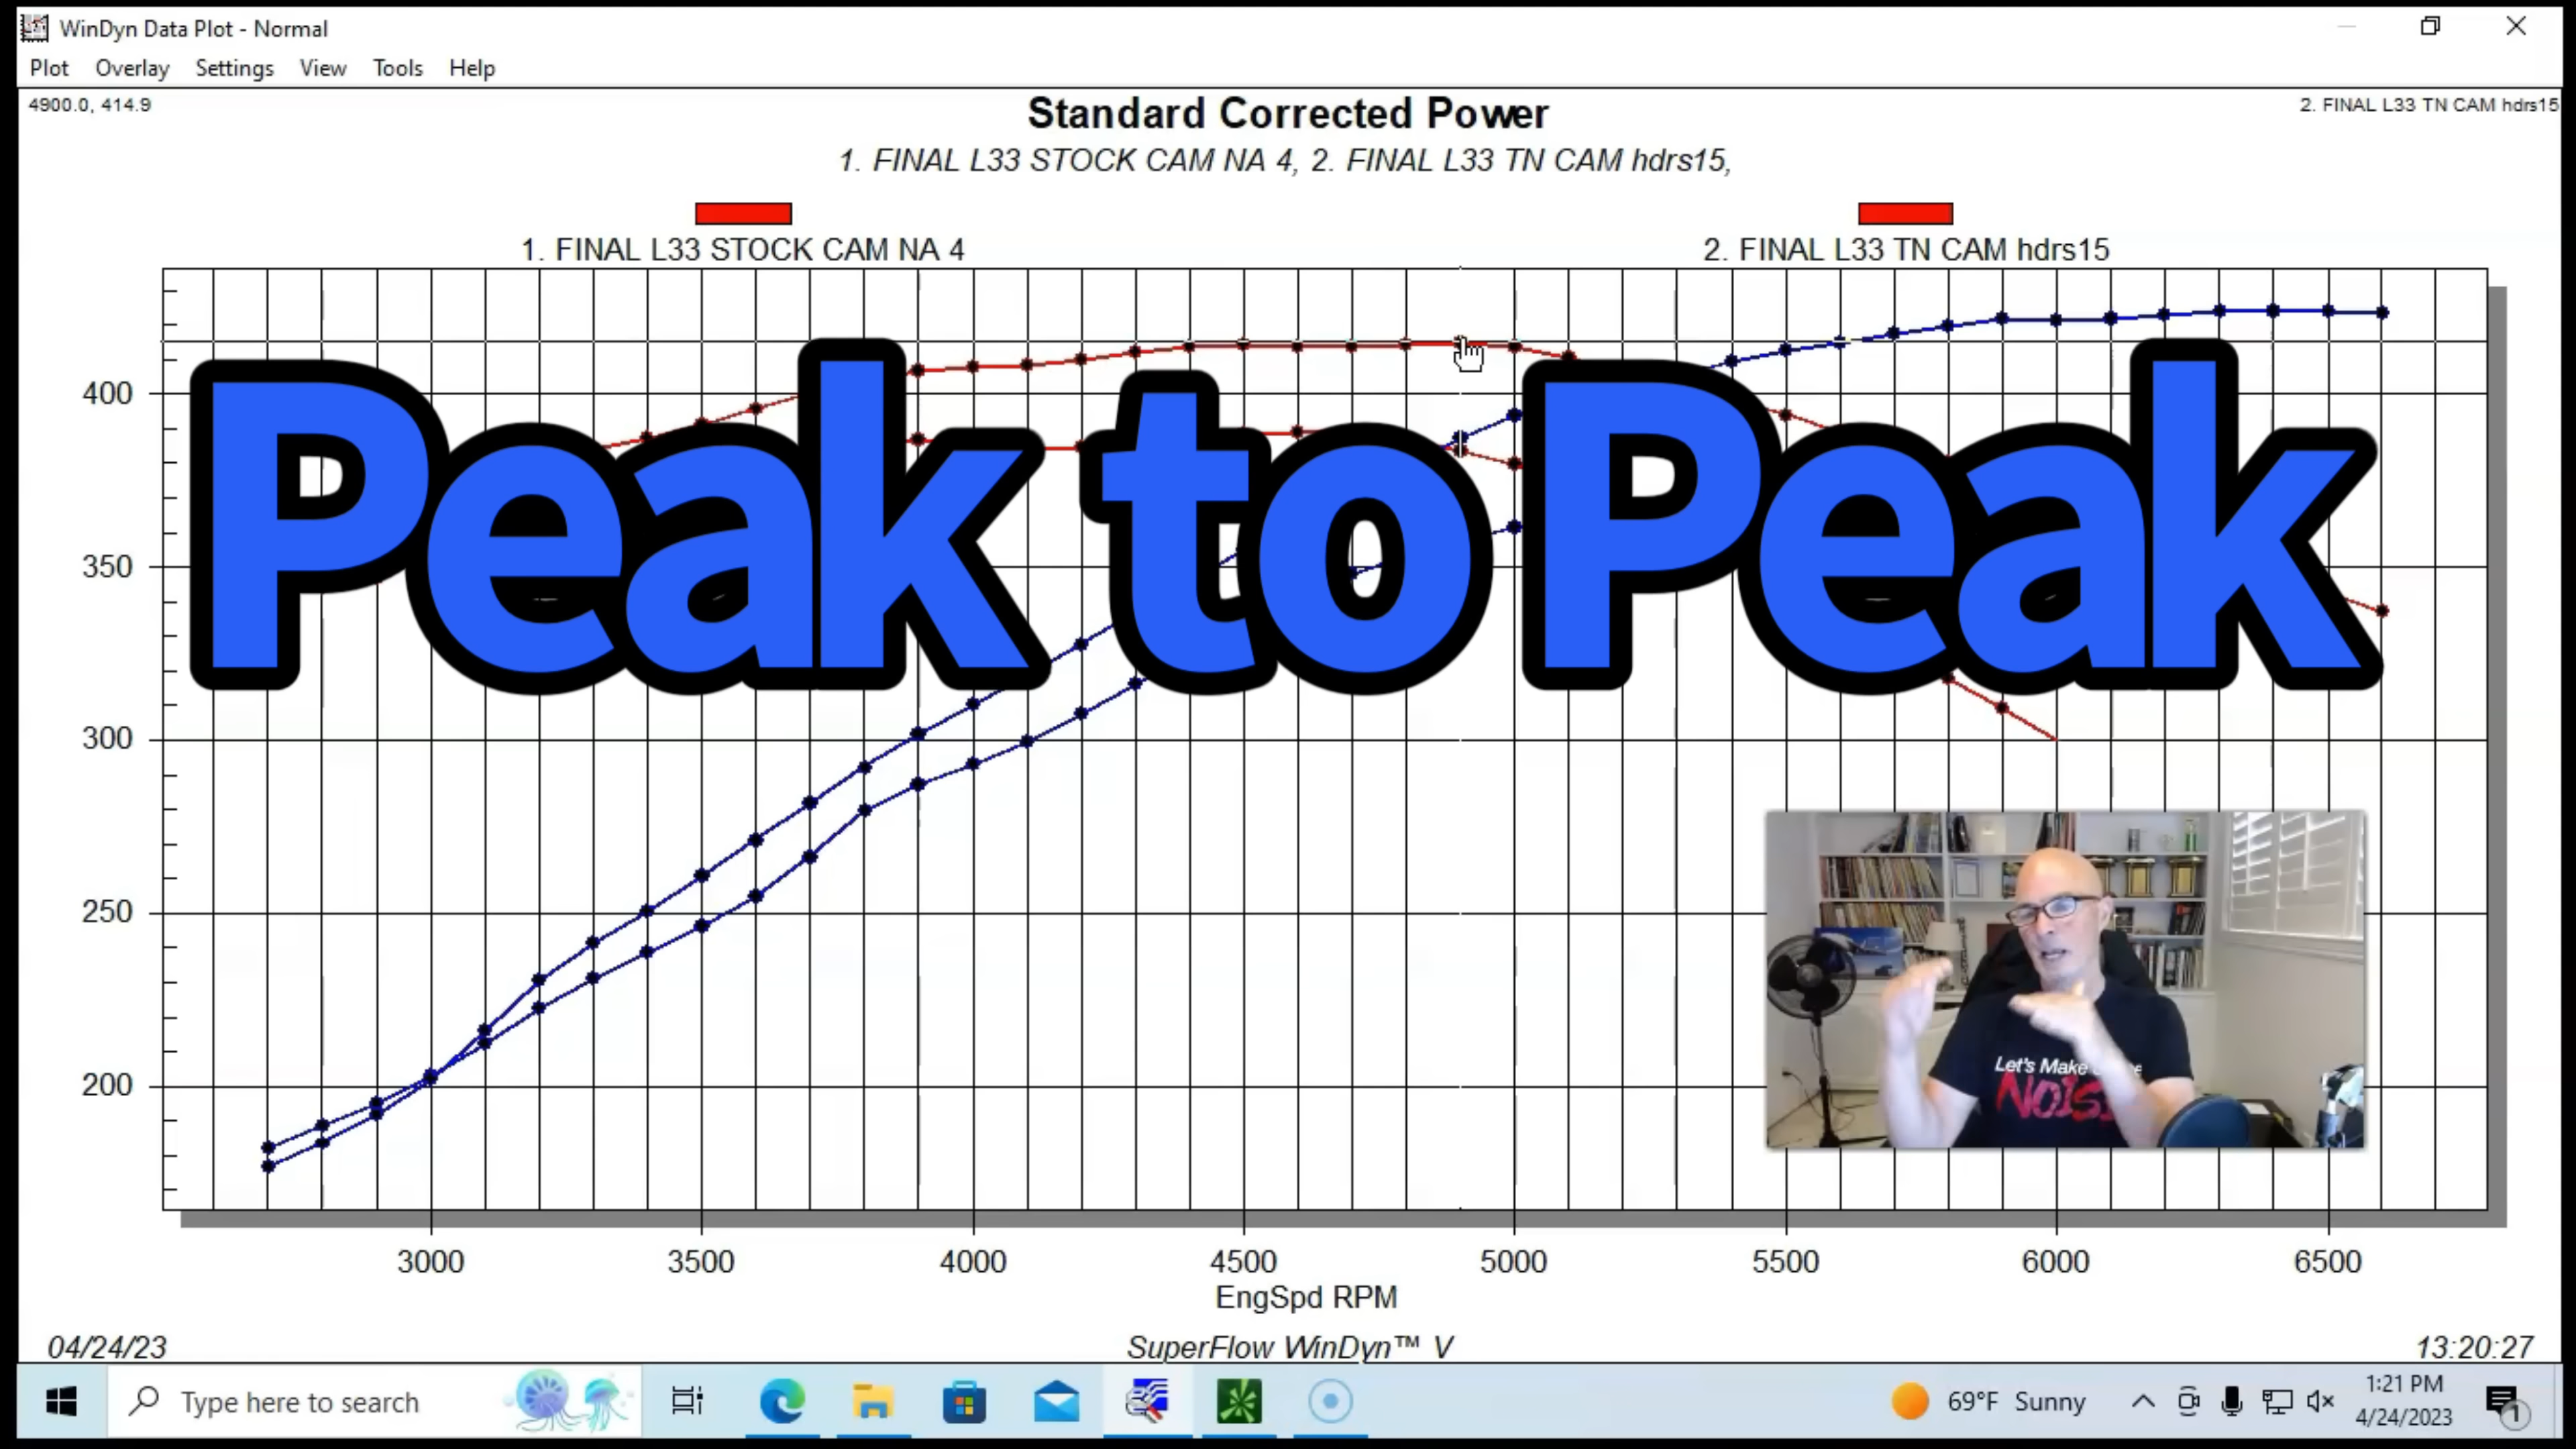 WinDyn Data Plot - Normal
Plot Overlay Settings View Tools Help
4900.0, 414.9
2. FINAL L33 TN CAM hdrs15
Standard Corrected Power
1. FINAL L33 STOCK CAM NA 4, 2. FINAL L33 TN CAM hdrs15,
1. FINAL L33 STOCK CAM NA 4
2. FINAL L33 TN CAM hdrs15
400
Peak to Peak
350
300
250
200
Let's Make
3000 3500 4000 4500 5000 5500 6000 6500
EngSpd RPM
04/24/23
SuperFlow WinDyn™ V
13:20:27
Type here to search
69°F Sunny
1:21 PM
4/24/2023
1